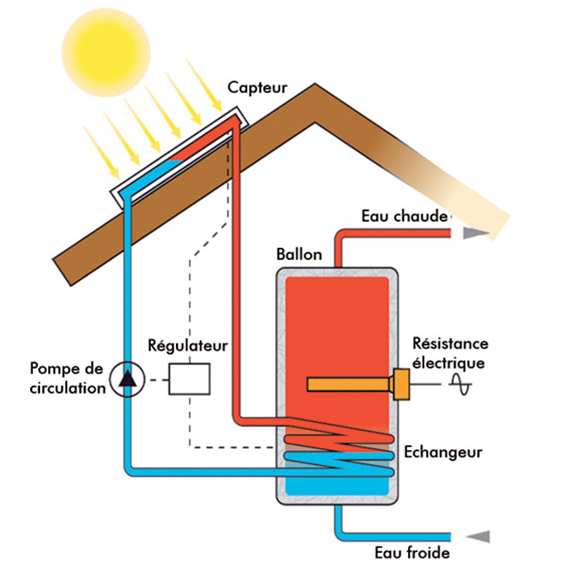 Capteur
Eau chaude
Ballon
Régulateur
Résistance
électrique
Pompe de
circulation
Echangeur
Eau froide